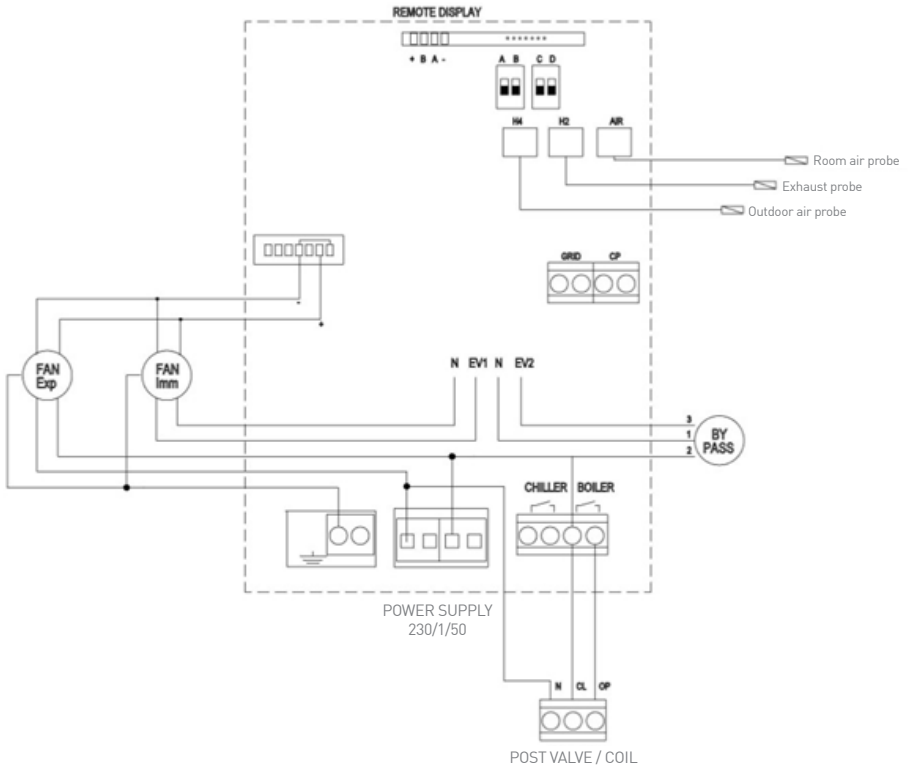 REMOTE DISPLAY
+ B A -
A B C D
H4 H2 AIR
Room air probe
Exhaust probe
Outdoor air probe
GRID CP
-
+
FAN
Exp
FAN
Imm
N EV1 N EV2
3
1
2
BY
PASS
CHILLER BOILER
POWER SUPPLY
230/1/50
N CL OP
POST VALVE / COIL